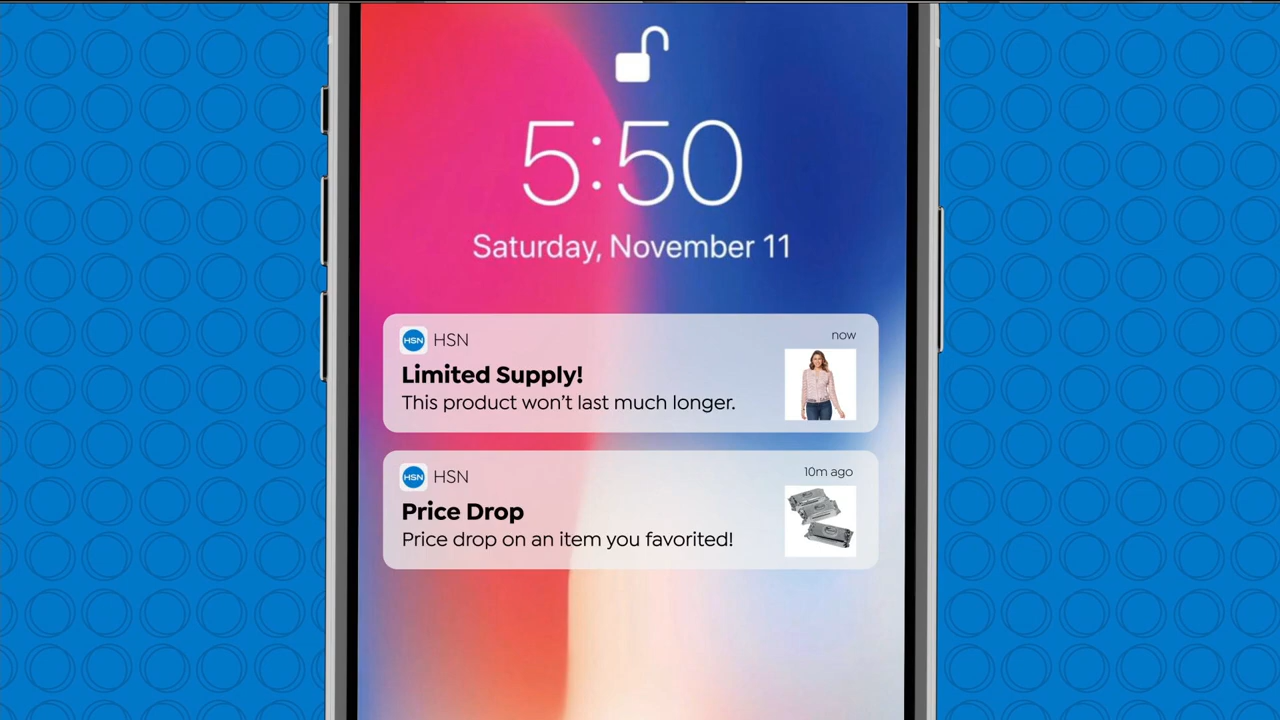 5:50
Saturday, November 11
HSN HSN now
Limited Supply!
This product won't last much longer.
HSN HSN 10m ago
Price Drop
Price drop on an item you favorited!